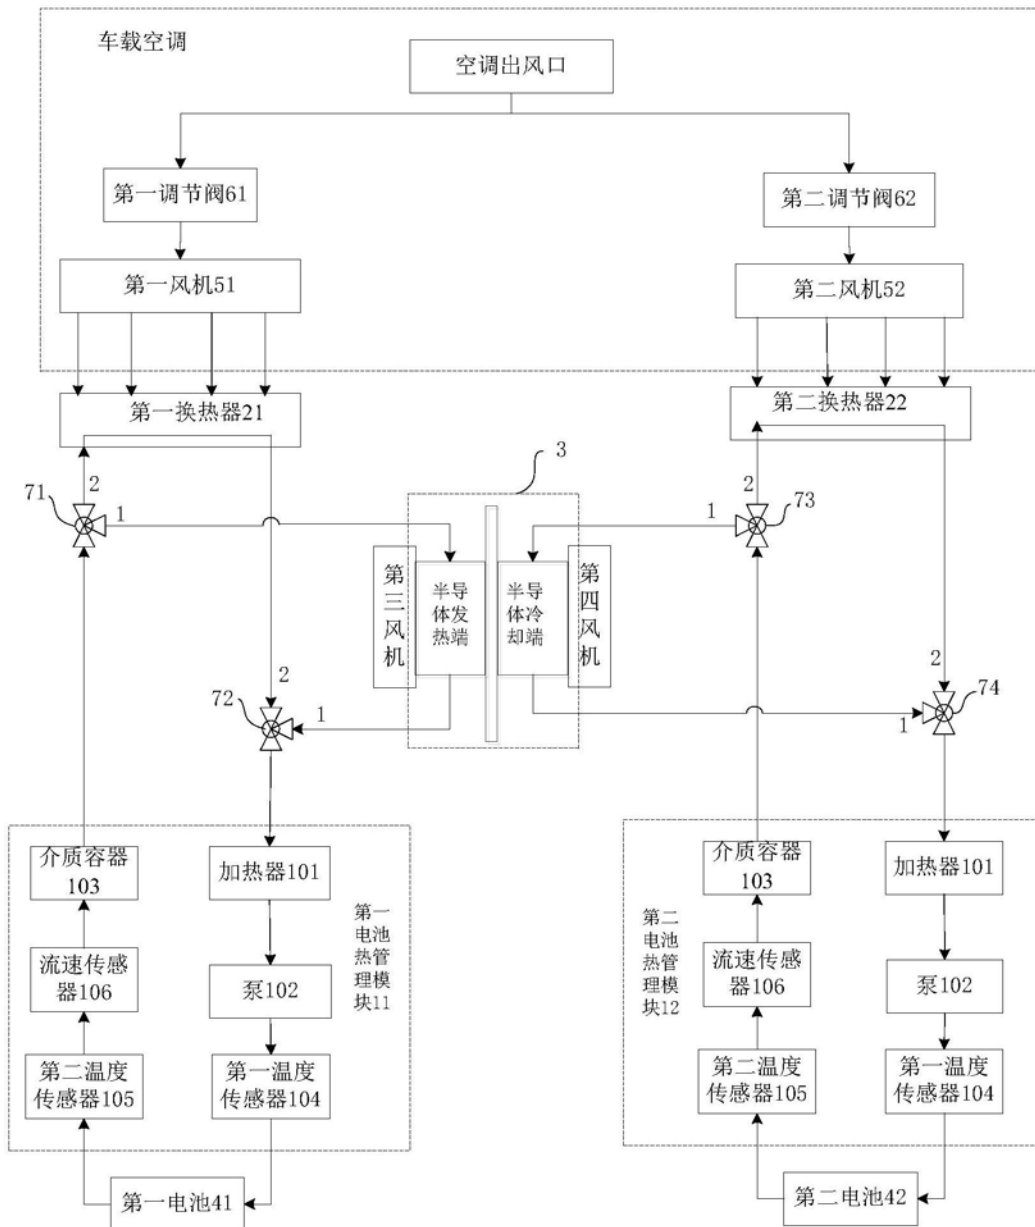 车载空调
空调出风口
第一调节阀61
第二调节阀62
第一风机51
第二风机52
第一换热器21
第二换热器22
3
71
2
1
2
1
73
第三风机
半导
体发
热端
半导
体冷
却端
第四风机
72
2
1
2
1
74
介质容器
103
加热器101
第一
电池
热管
理模
块11
流速传感
器106
泵102
第二温度
传感器105
第一温度
传感器104
第一电池41
介质容器
103
加热器101
第二
电池
热管
理模
块12
流速传感
器106
泵102
第二温度
传感器105
第一温度
传感器104
第二电池42